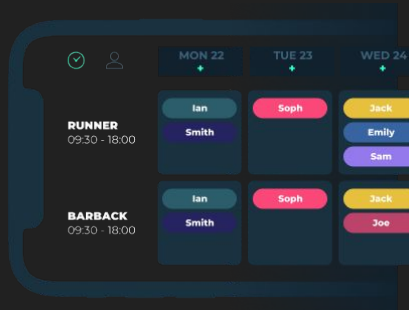 MON 22 TUE 23 WED 24
+ + +
RUNNER
09:30 - 18:00
Ian Soph Jack
Smith Emily
Sam
BARBACK
09:30 - 18:00
Ian Soph Jack
Smith Joe